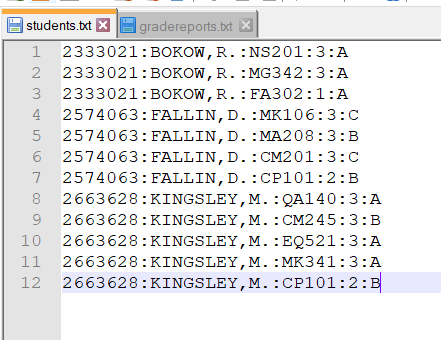 students.txt gradereports.txt
1 2333021:BOKOW,R.:NS201:3:A
2 2333021:BOKOW,R.:MG342:3:A
3 2333021:BOKOW,R.:FA302:1:A
4 2574063:FALLIN,D.:MK106:3:C
5 2574063:FALLIN,D.:MA208:3:B
6 2574063:FALLIN,D.:CM201:3:C
7 2574063:FALLIN,D.:CP101:2:B
8 2663628:KINGSLEY,M.:QA140:3:A
9 2663628:KINGSLEY,M.:CM245:3:B
10 2663628:KINGSLEY,M.:EQ521:3:A
11 2663628:KINGSLEY,M.:MK341:3:A
12 2663628:KINGSLEY,M.:CP101:2:B